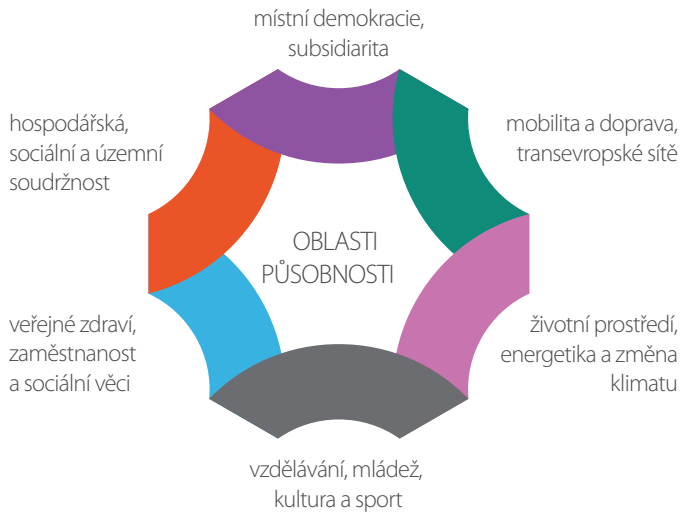 místní demokracie,
subsidiarita
hospodářská,
sociální a územní
soudržnost
mobilita a doprava,
transevropské sítě
OBLASTI
PŮSOBNOSTI
veřejné zdraví,
zaměstnanost
a sociální věci
životní prostředí,
energetika a změna
klimatu
vzdělávání, mládež,
kultura a sport